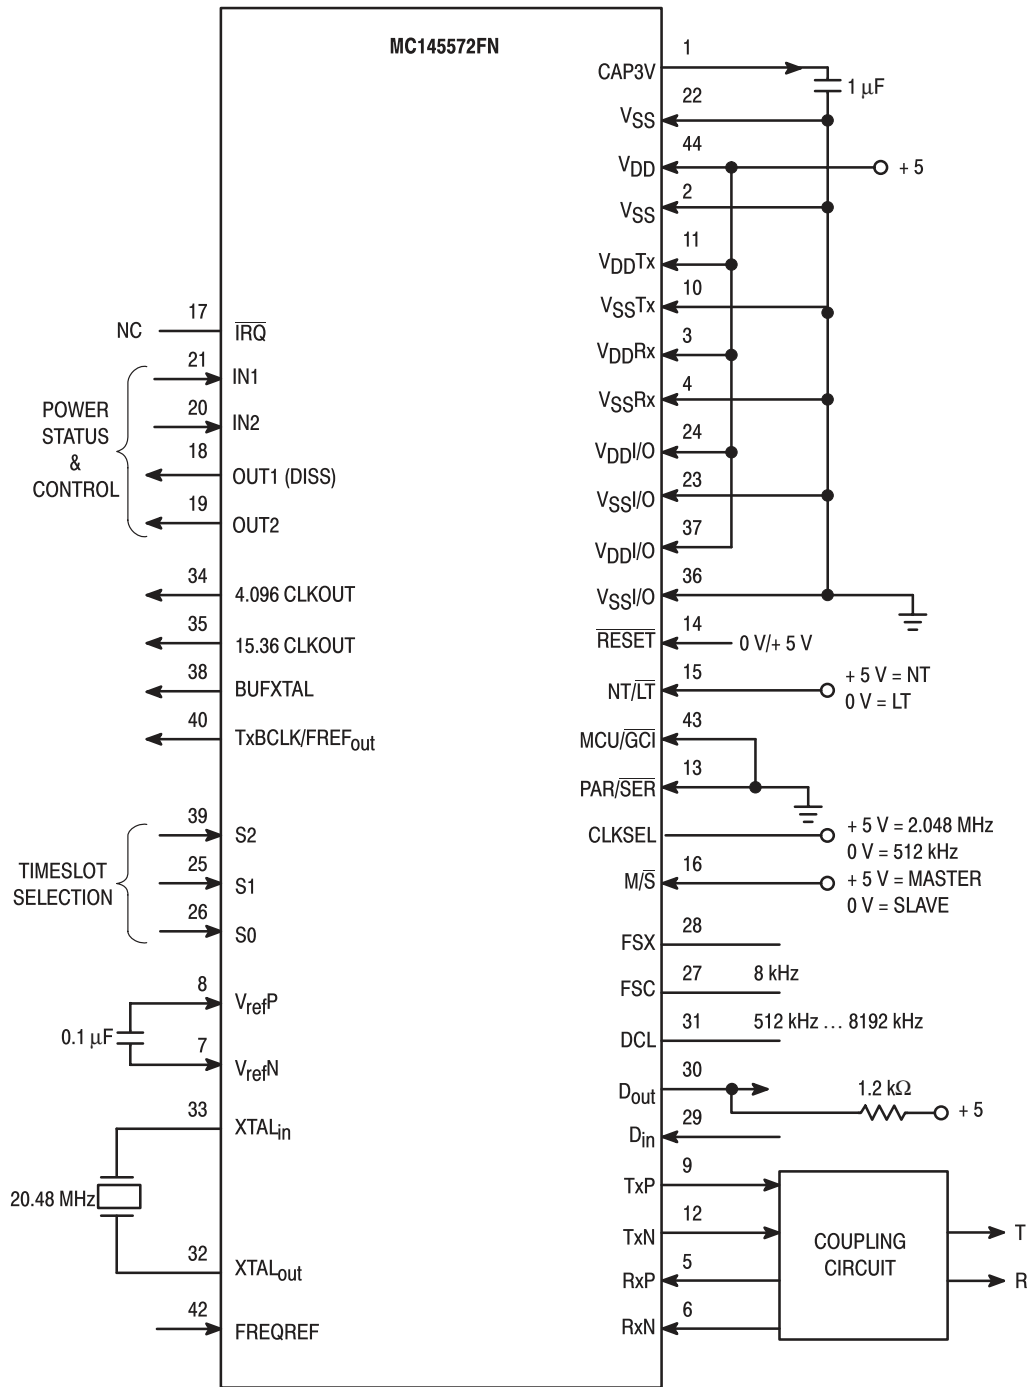 MC145572FN
1
CAP3V
1 μF
22
VSS
44
VDD
+ 5
2
VSS
11
VDDTx
10
VSSTx
3
VDDRx
4
VSSRx
24
VDDI/O
23
VSSI/O
37
VDDI/O
36
VSSI/O
14
RESET
0 V/+ 5 V
15
NT/LT
+ 5 V = NT
0 V = LT
43
MCU/GCI
13
PAR/SER
CLKSEL
+ 5 V = 2.048 MHz
0 V = 512 kHz
16
M/S
+ 5 V = MASTER
0 V = SLAVE
28
FSX
27
FSC
8 kHz
31
DCL
512 kHz … 8192 kHz
30
Dout
1.2 kΩ
+ 5
29
Din
9
TxP
12
TxN
5
RxP
6
RxN
COUPLING
CIRCUIT
T
R
17
NC
IRQ
21
IN1
20
IN2
18
OUT1 (DISS)
19
OUT2
POWER
STATUS
&
CONTROL
34
4.096 CLKOUT
35
15.36 CLKOUT
38
BUFXTAL
40
TxBCLK/FREFout
39
S2
25
S1
26
S0
TIMESLOT
SELECTION
8
VrefP
0.1 μF
7
VrefN
33
XTALin
20.48 MHz
32
XTALout
42
FREQREF